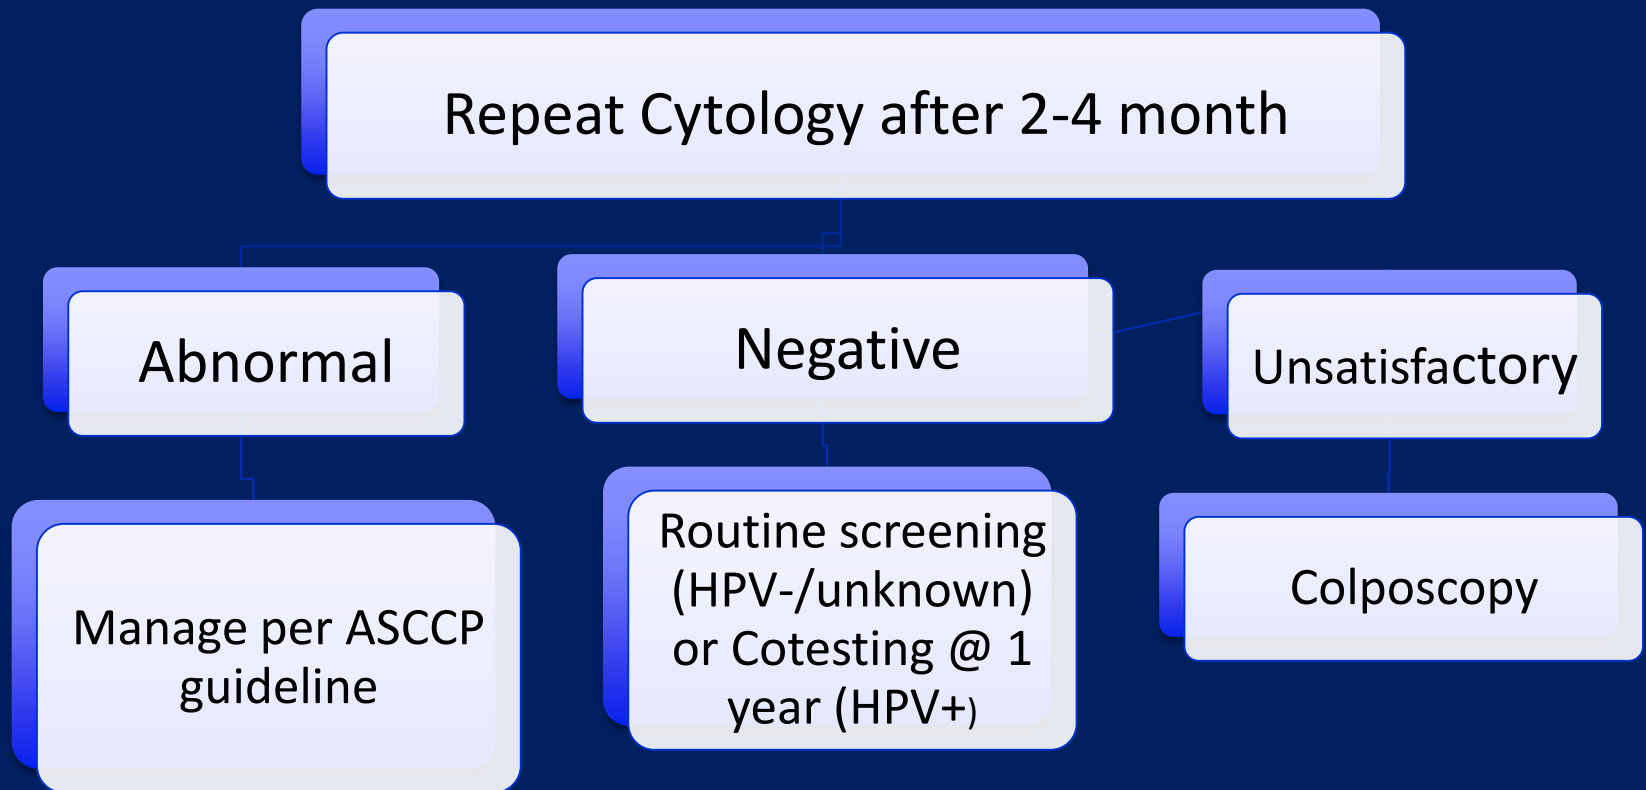 Repeat Cytology after 2-4 month
Abnormal
Negative
Unsatisfactory
Manage per ASCCP
guideline
Routine screening
(HPV-/unknown)
or Cotesting @ 1
year (HPV+)
Colposcopy